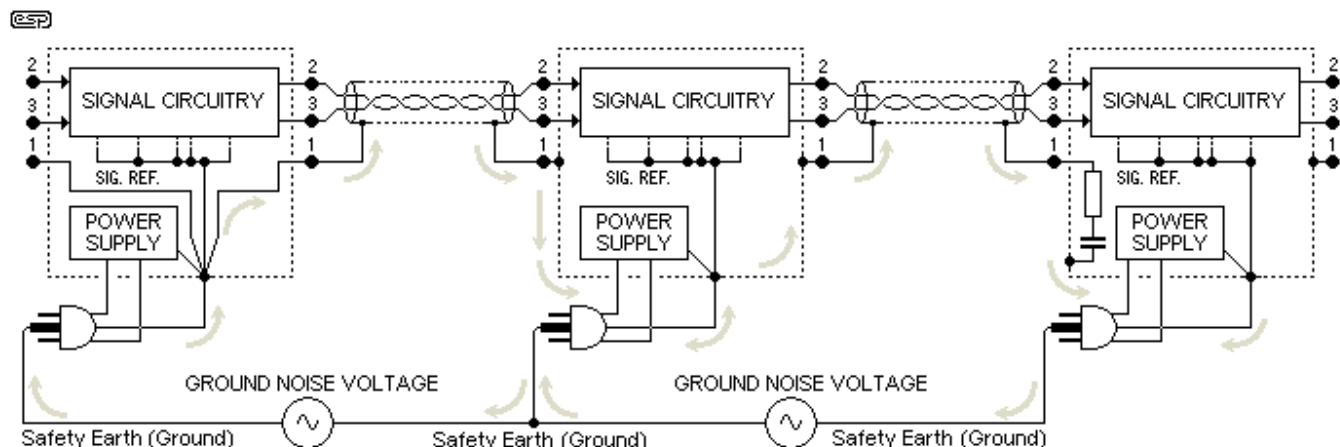 esp
2
3
1
SIGNAL CIRCUITRY
SIG. REF.
POWER
SUPPLY
2
3
1
2
3
1
SIGNAL CIRCUITRY
SIG. REF.
POWER
SUPPLY
2
3
1
2
3
1
SIGNAL CIRCUITRY
SIG. REF.
POWER
SUPPLY
2
3
1
GROUND NOISE VOLTAGE
GROUND NOISE VOLTAGE
Safety Earth (Ground)
Safety Earth (Ground)
Safety Earth (Ground)